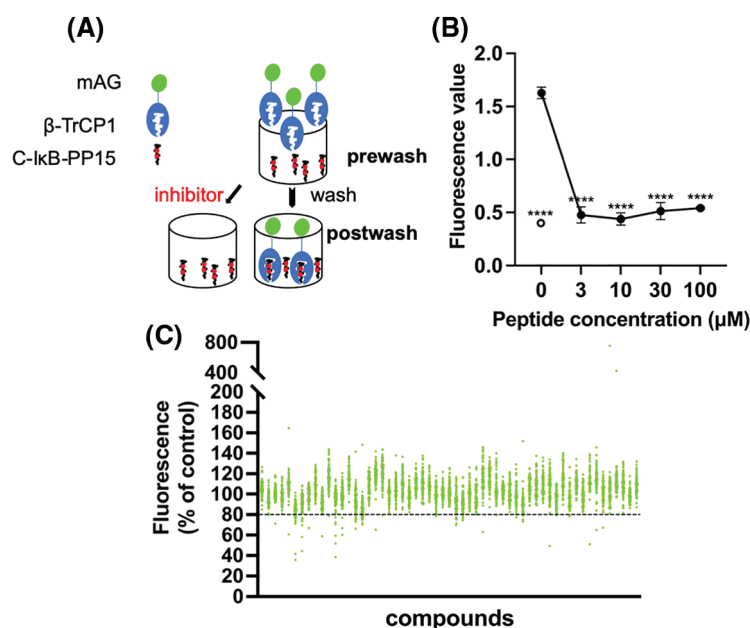 (A)
mAG
β-TrCP1
C-IκB-PP15
prewash
inhibitor
wash
postwash
(B)
Fluorescence value
2.0
1.5
1.0
0.5
0.0
****
****
****
****
****
0 3 10 30 100
Peptide concentration (μM)
(C)
Fluorescence
(% of control)
800
400
200
180
160
140
120
100
80
60
40
20
0
compounds